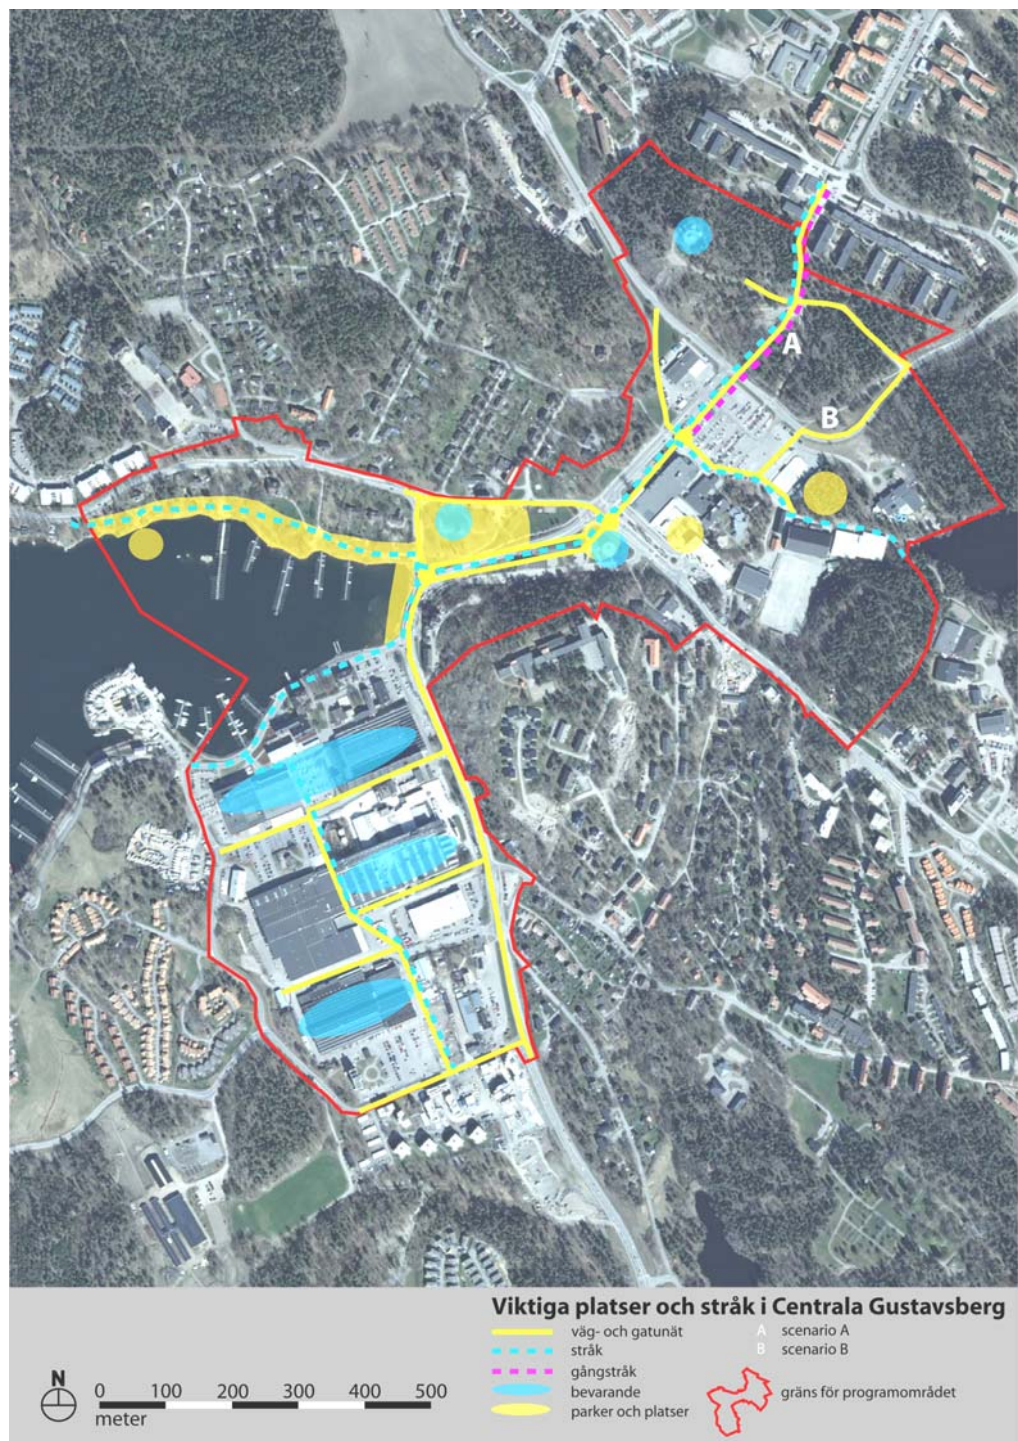 A
B
Viktiga platser och stråk i Centrala Gustavsberg
väg- och gatunät
stråk
gångstråk
bevarande
parker och platser
A scenario A
B scenario B
gräns för programområdet
N
0 100 200 300 400 500
meter